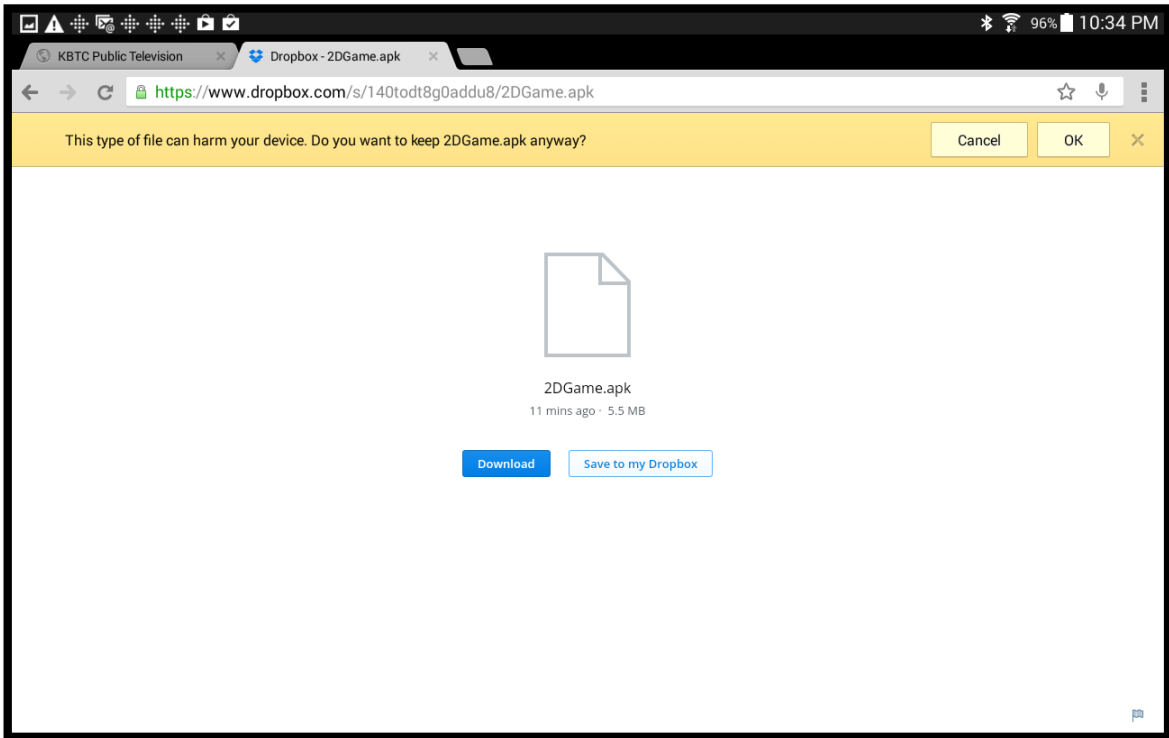 96% 10:34 PM
KBTC Public Television
Dropbox - 2DGame.apk
https://www.dropbox.com/s/140todt8g0addu8/2DGame.apk
This type of file can harm your device. Do you want to keep 2DGame.apk anyway? Cancel OK
2DGame.apk
11 mins ago · 5.5 MB
Download Save to my Dropbox